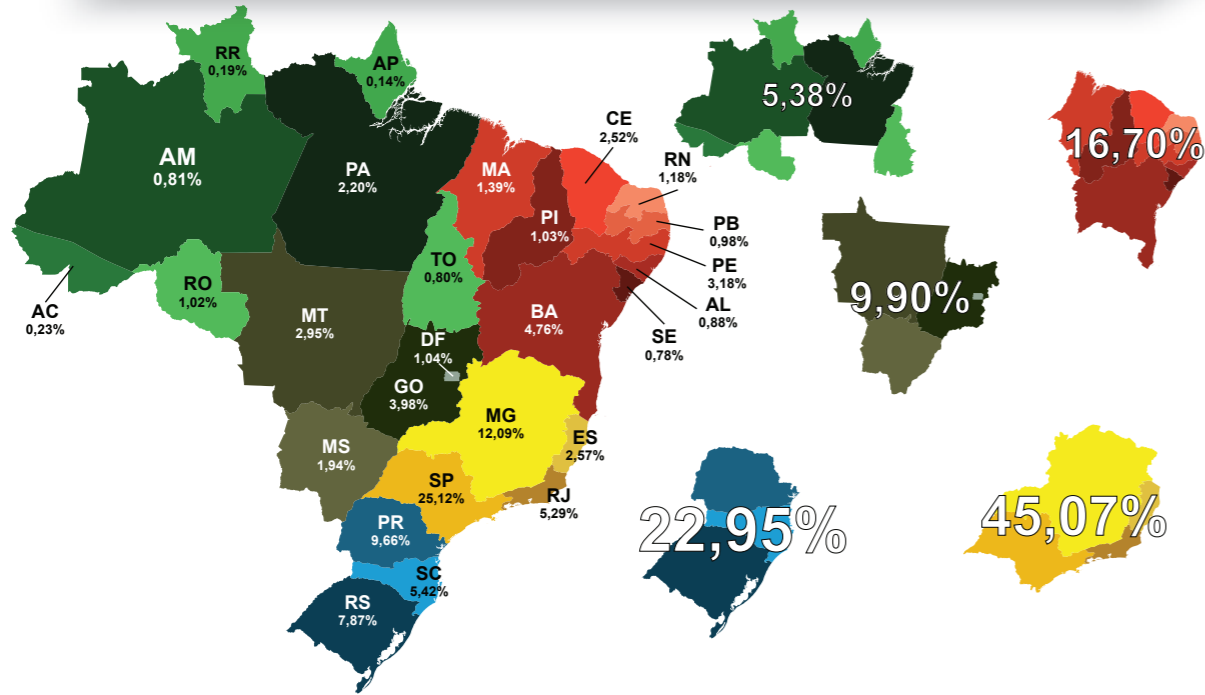 RR
0,19%
AP
0,14%
AM
0,81%
PA
2,20%
MA
1,39%
CE
2,52%
RN
1,18%
PI
1,03%
PB
0,98%
PE
3,18%
AL
0,88%
SE
0,78%
TO
0,80%
AC
0,23%
RO
1,02%
MT
2,95%
BA
4,76%
DF
1,04%
GO
3,98%
MG
12,09%
ES
2,57%
MS
1,94%
SP
25,12%
RJ
5,29%
PR
9,66%
SC
5,42%
RS
7,87%
5,38%
16,70%
9,90%
22,95%
45,07%